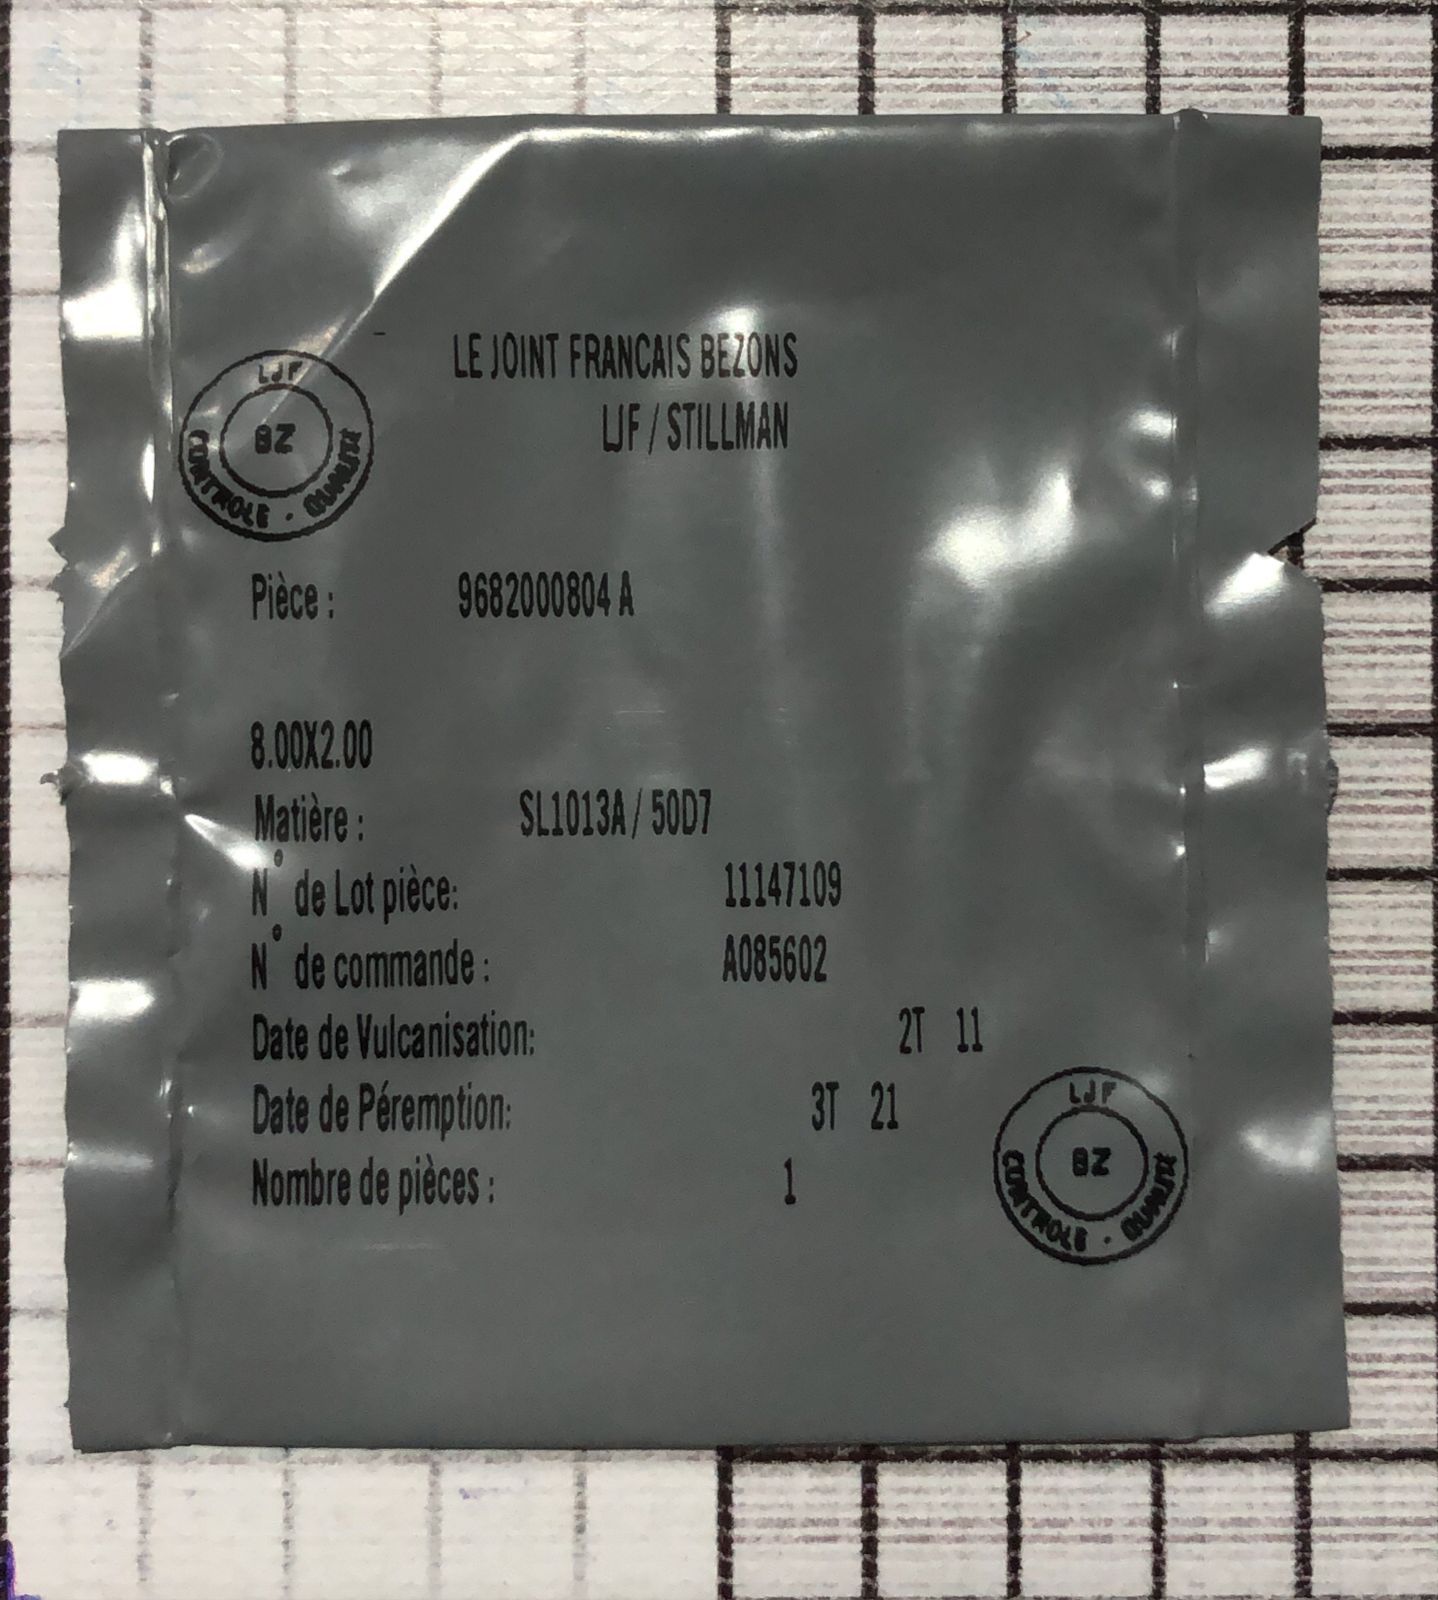 LE JOINT FRANCAIS BEZONS
LJF / STILLMAN
LJF
BZ
CONTROLE · QUALITE
Pièce : 9682000804 A
8.00X2.00
Matière : SL1013A / 50D7
N° de Lot pièce: 11147109
N° de commande : A085602
Date de Vulcanisation: 2T 11
Date de Péremption: 3T 21
Nombre de pièces : 1
LJF
BZ
CONTROLE · QUALITE